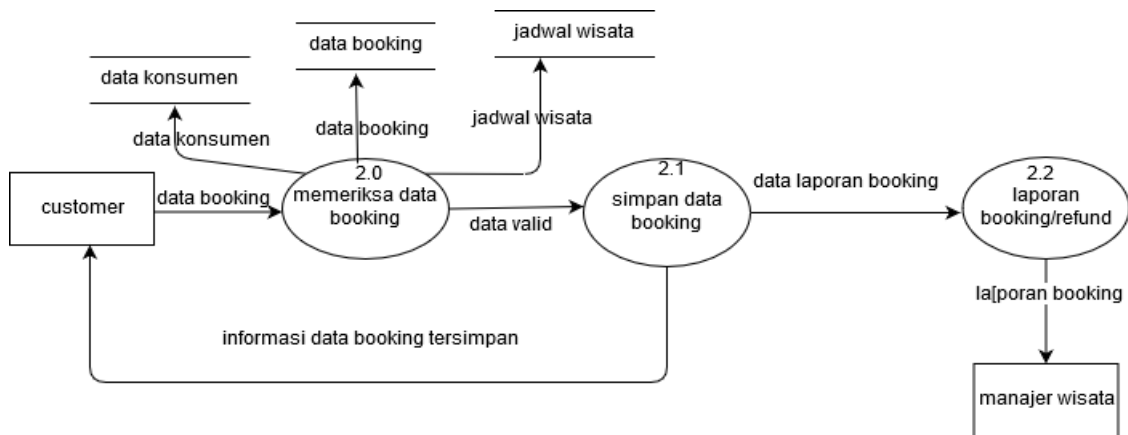 jadwal wisata
data booking
data konsumen
jadwal wisata
data booking
data konsumen
customer
data booking
2.0
memeriksa data
booking
data valid
2.1
simpan data
booking
data laporan booking
2.2
laporan
booking/refund
la[poran booking
informasi data booking tersimpan
manajer wisata